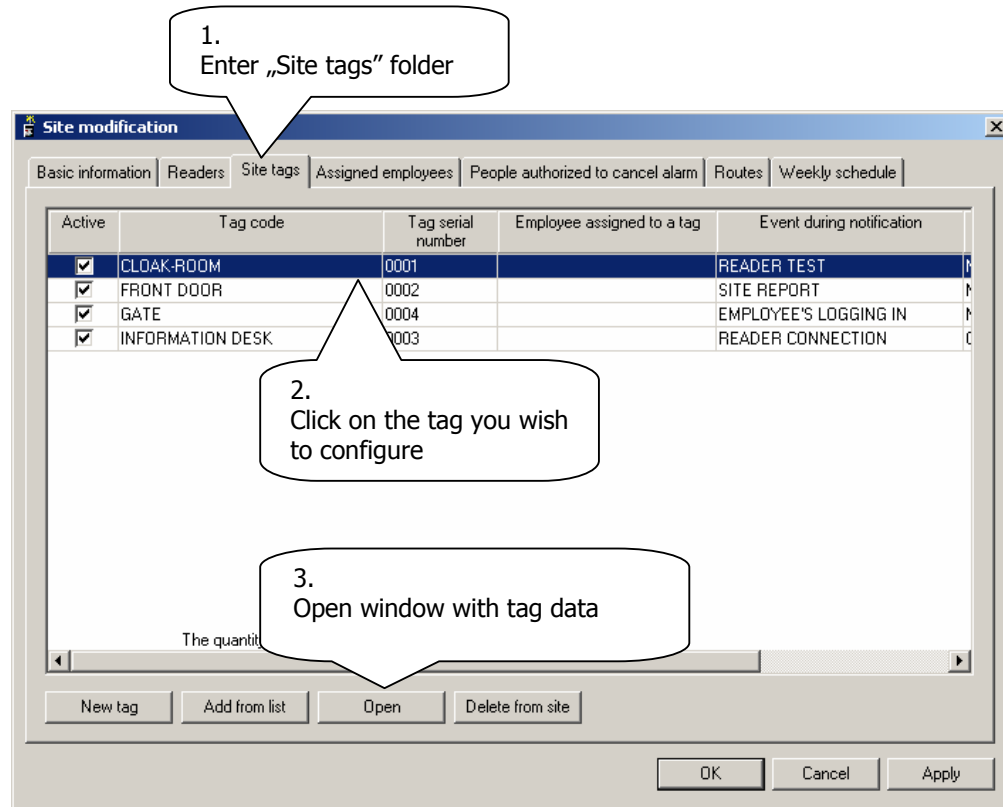 1.
Enter „Site tags” folder
Site modification
Basic information Readers Site tags Assigned employees People authorized to cancel alarm Routes Weekly schedule
Active Tag code Tag serial number Employee assigned to a tag Event during notification
CLOAK-ROOM 0001 READER TEST
FRONT DOOR 0002 SITE REPORT
GATE 0004 EMPLOYEE'S LOGGING IN
INFORMATION DESK 0003 READER CONNECTION
2.
Click on the tag you wish
to configure
3.
Open window with tag data
The quantity
New tag Add from list Open Delete from site
OK Cancel Apply